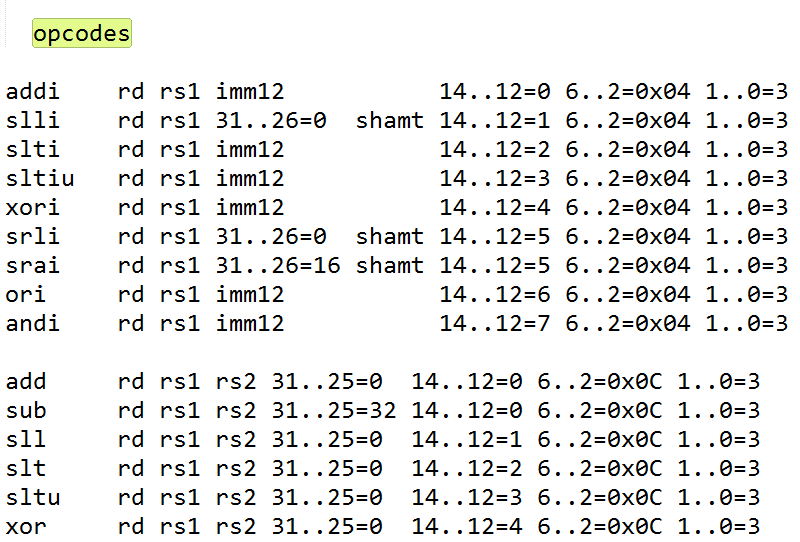 opcodes
addi    rd rs1 imm12           14..12=0 6..2=0x04 1..0=3
slli    rd rs1 31..26=0  shamt 14..12=1 6..2=0x04 1..0=3
slti    rd rs1 imm12           14..12=2 6..2=0x04 1..0=3
sltiu   rd rs1 imm12           14..12=3 6..2=0x04 1..0=3
xori    rd rs1 imm12           14..12=4 6..2=0x04 1..0=3
srli    rd rs1 31..26=0  shamt 14..12=5 6..2=0x04 1..0=3
srai    rd rs1 31..26=16 shamt 14..12=5 6..2=0x04 1..0=3
ori     rd rs1 imm12           14..12=6 6..2=0x04 1..0=3
andi    rd rs1 imm12           14..12=7 6..2=0x04 1..0=3
add     rd rs1 rs2 31..25=0  14..12=0 6..2=0x0C 1..0=3
sub     rd rs1 rs2 31..25=32 14..12=0 6..2=0x0C 1..0=3
sll     rd rs1 rs2 31..25=0  14..12=1 6..2=0x0C 1..0=3
slt     rd rs1 rs2 31..25=0  14..12=2 6..2=0x0C 1..0=3
sltu    rd rs1 rs2 31..25=0  14..12=3 6..2=0x0C 1..0=3
xor     rd rs1 rs2 31..25=0  14..12=4 6..2=0x0C 1..0=3